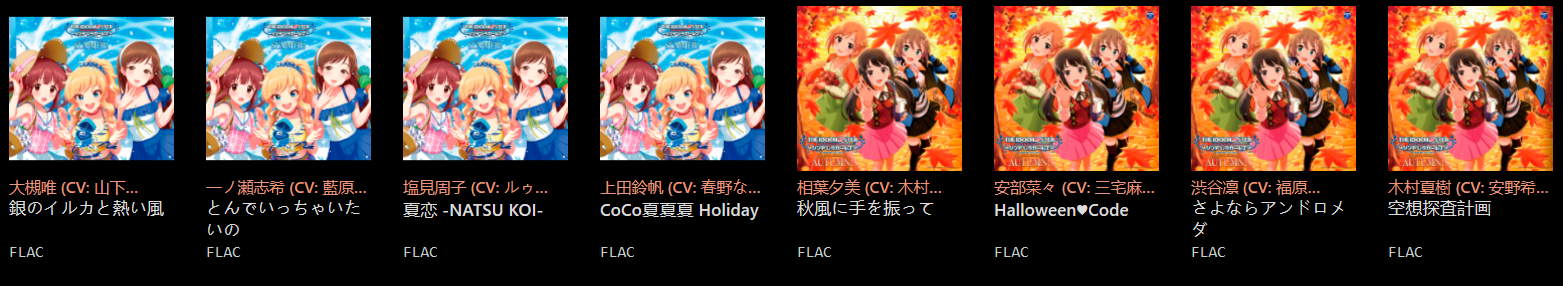 大槻唯 (CV: 山下...
銀のイルカと熱い風
FLAC
一ノ瀬志希 (CV: 藍原...
とんでいっちゃいた
いの
FLAC
塩見周子 (CV: ルゥ...
夏恋 -NATSU KOI-
FLAC
上田鈴帆 (CV: 春野な...
CoCo夏夏夏 Holiday
FLAC
相葉夕美 (CV: 木村...
秋風に手を振って
FLAC
安部菜々 (CV: 三宅麻...
Halloween♥Code
FLAC
渋谷凛 (CV: 福原...
さよならアンドロメ
ダ
FLAC
木村夏樹 (CV: 安野希...
空想探査計画
FLAC